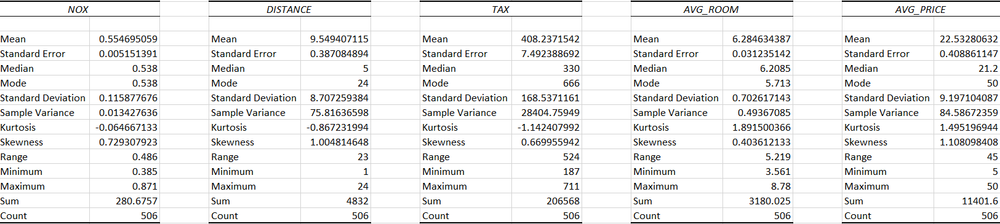 NOX DISTANCE TAX AVG_ROOM AVG_PRICE
Mean 0.554695059 Mean 9.549407115 Mean 408.2371542 Mean 6.284634387 Mean 22.53280632
Standard Error 0.005151391 Standard Error 0.387084894 Standard Error 7.492388692 Standard Error 0.031235142 Standard Error 0.408861147
Median 0.538 Median 5 Median 330 Median 6.2085 Median 21.2
Mode 0.538 Mode 24 Mode 666 Mode 5.713 Mode 50
Standard Deviation 0.115877676 Standard Deviation 8.707259384 Standard Deviation 168.5371161 Standard Deviation 0.702617143 Standard Deviation 9.197104087
Sample Variance 0.013427636 Sample Variance 75.81636598 Sample Variance 28404.75949 Sample Variance 0.49367085 Sample Variance 84.58672359
Kurtosis -0.064667133 Kurtosis -0.867231994 Kurtosis -1.142407992 Kurtosis 1.891500366 Kurtosis 1.495196944
Skewness 0.729307923 Skewness 1.004814648 Skewness 0.669955942 Skewness 0.403612133 Skewness 1.108098408
Range 0.486 Range 23 Range 524 Range 5.219 Range 45
Minimum 0.385 Minimum 1 Minimum 187 Minimum 3.561 Minimum 5
Maximum 0.871 Maximum 24 Maximum 711 Maximum 8.78 Maximum 50
Sum 280.6757 Sum 4832 Sum 206568 Sum 3180.025 Sum 11401.6
Count 506 Count 506 Count 506 Count 506 Count 506